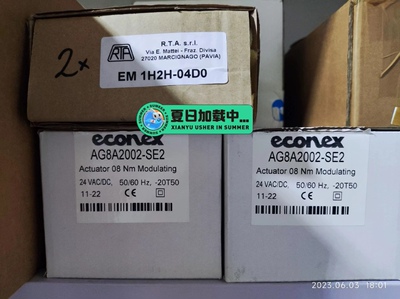 R.T.A. s.r.l.
Via E. Mattei - Fraz. Divisa
27020 MARCIGNAGO (PAVIA)
RTA
2x
EM 1H2H-04D0
夏日加载中...
XIANYU USHER IN SUMMER
econex
AG8A2002-SE2
Actuator 08 Nm Modulating
24 VAC/DC, 50/60 Hz, -20T50
11-22
CE
econex
AG8A2002-SE2
Actuator 08 Nm Modulating
24 VAC/DC, 50/60 Hz, -20T50
11-22
CE
2023.06.03 18:01